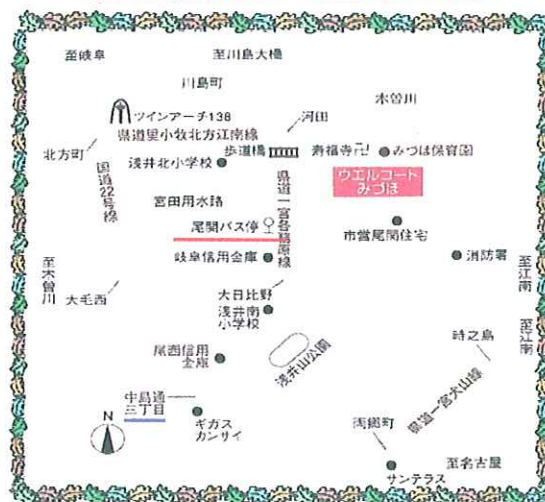 至岐阜
至川島大橋
川島町
木曽川
ツインアーチ138
河田
県道里小牧北方江南線
北方町
歩道橋
寿福寺卍
みづほ保育園
浅井北小学校
国道22号線
ウエルコート
みづほ
県道一宮各務原線
宮田用水路
尾関バス停
市営尾関住宅
岐阜信用金庫
消防署
至木曽川
至江南
大毛西
大日比野
浅井南
小学校
至江南
時之島
浅井山公園
尾西信用
金庫
県道一宮犬山線
中島通
三丁目
N
ギガス
カンサイ
両郷町
サンテラス
至名古屋